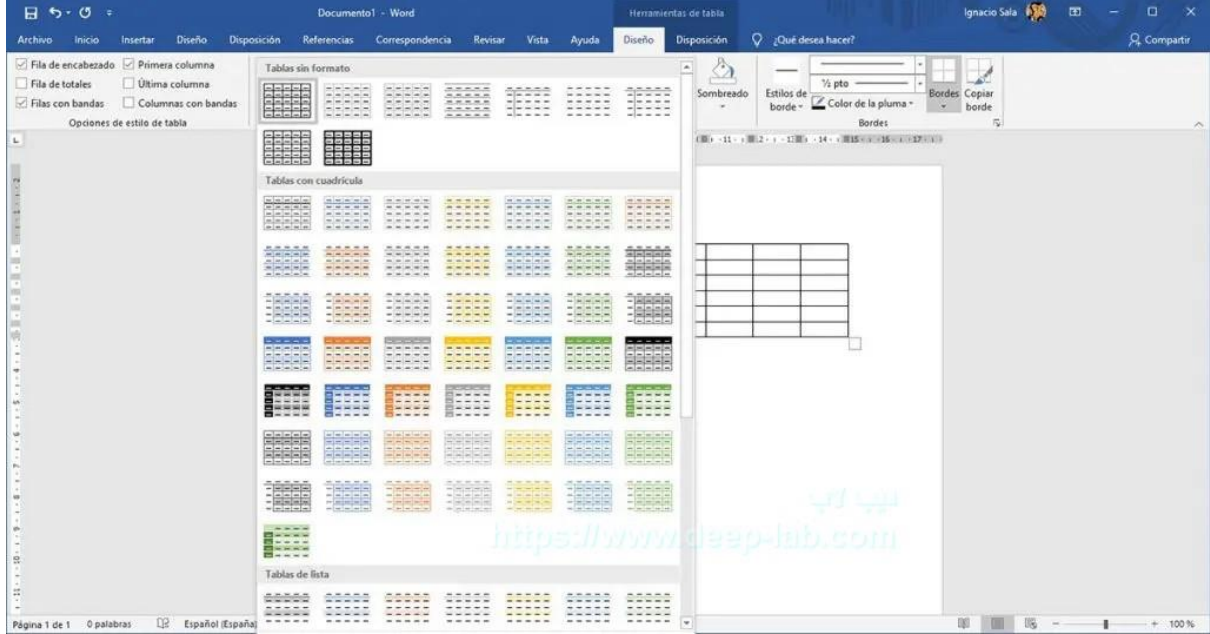 Documento1 - Word
Herramientas de tabla
Ignacio Sala
Archivo Inicio Insertar Diseño Disposición Referencias Correspondencia Revisar Vista Ayuda Diseño Disposición ¿Qué desea hacer? Compartir
Fila de encabezado Primera columna
Fila de totales Última columna
Filas con bandas Columnas con bandas
Opciones de estilo de tabla
Tablas sin formato
Sombreado
Estilos de borde
½ pto
Color de la pluma
Bordes
Copiar borde
Bordes
Tablas con cuadrícula
ديب لاب
https://www.deep-lab.com
Tablas de lista
Página 1 de 1 0 palabras Español (España) 100 %